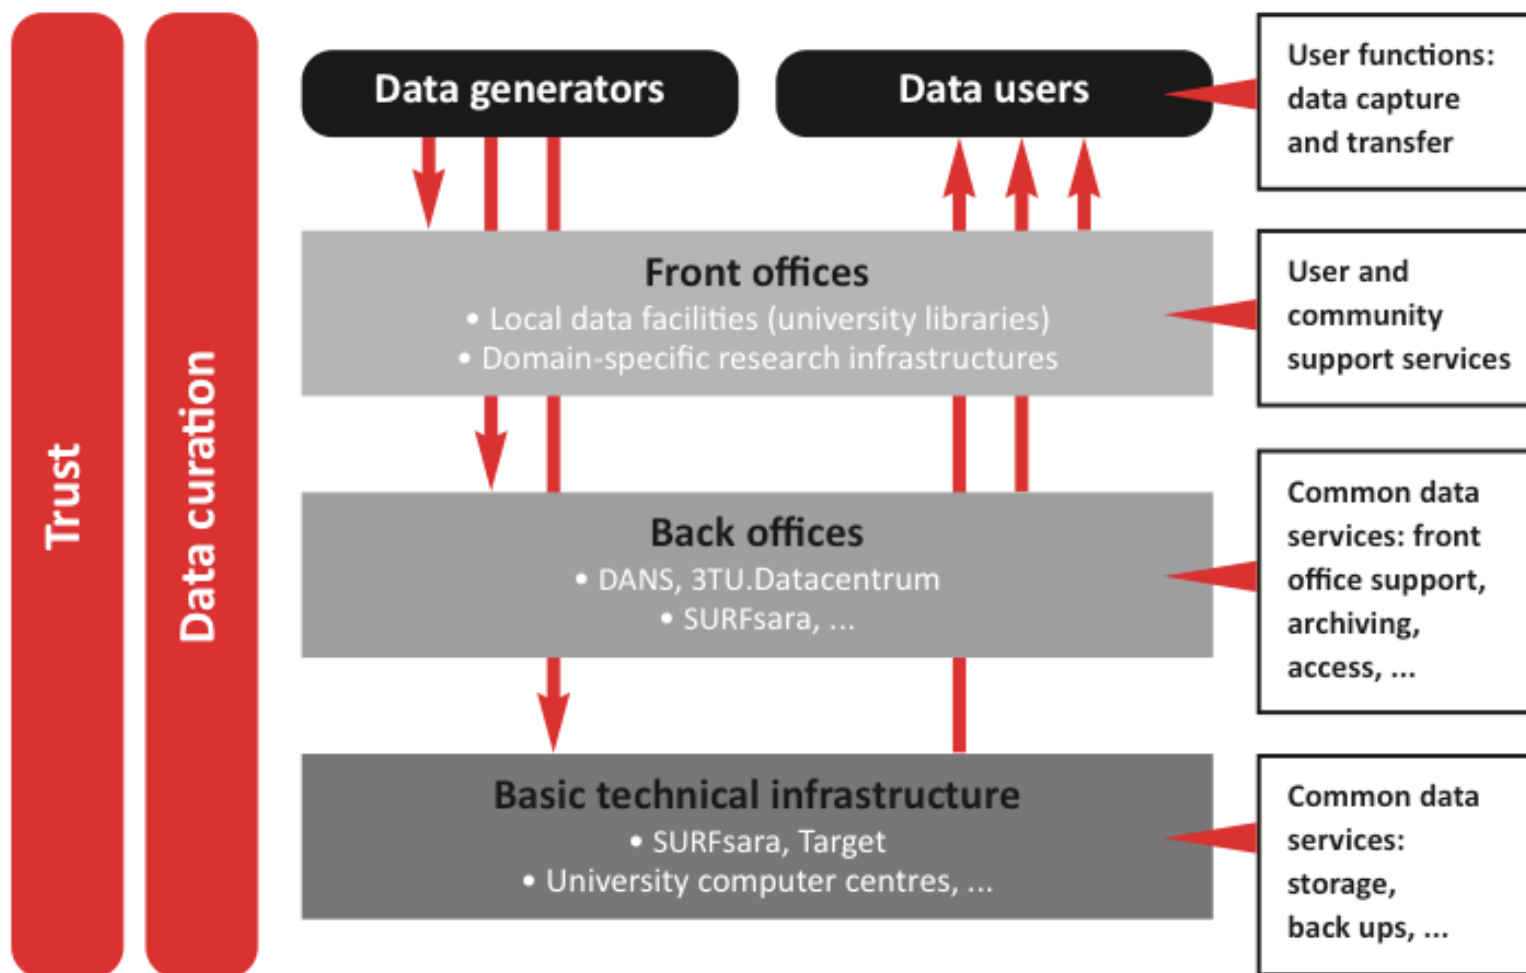 Trust
Data curation
Data generators
Data users
User functions:
data capture
and transfer
Front offices
• Local data facilities (university libraries)
• Domain-specific research infrastructures
User and
community
support services
Back offices
• DANS, 3TU.Datacentrum
• SURFsara, ...
Common data
services: front
office support,
archiving,
access, ...
Basic technical infrastructure
• SURFsara, Target
• University computer centres, ...
Common data
services:
storage,
back ups, ...